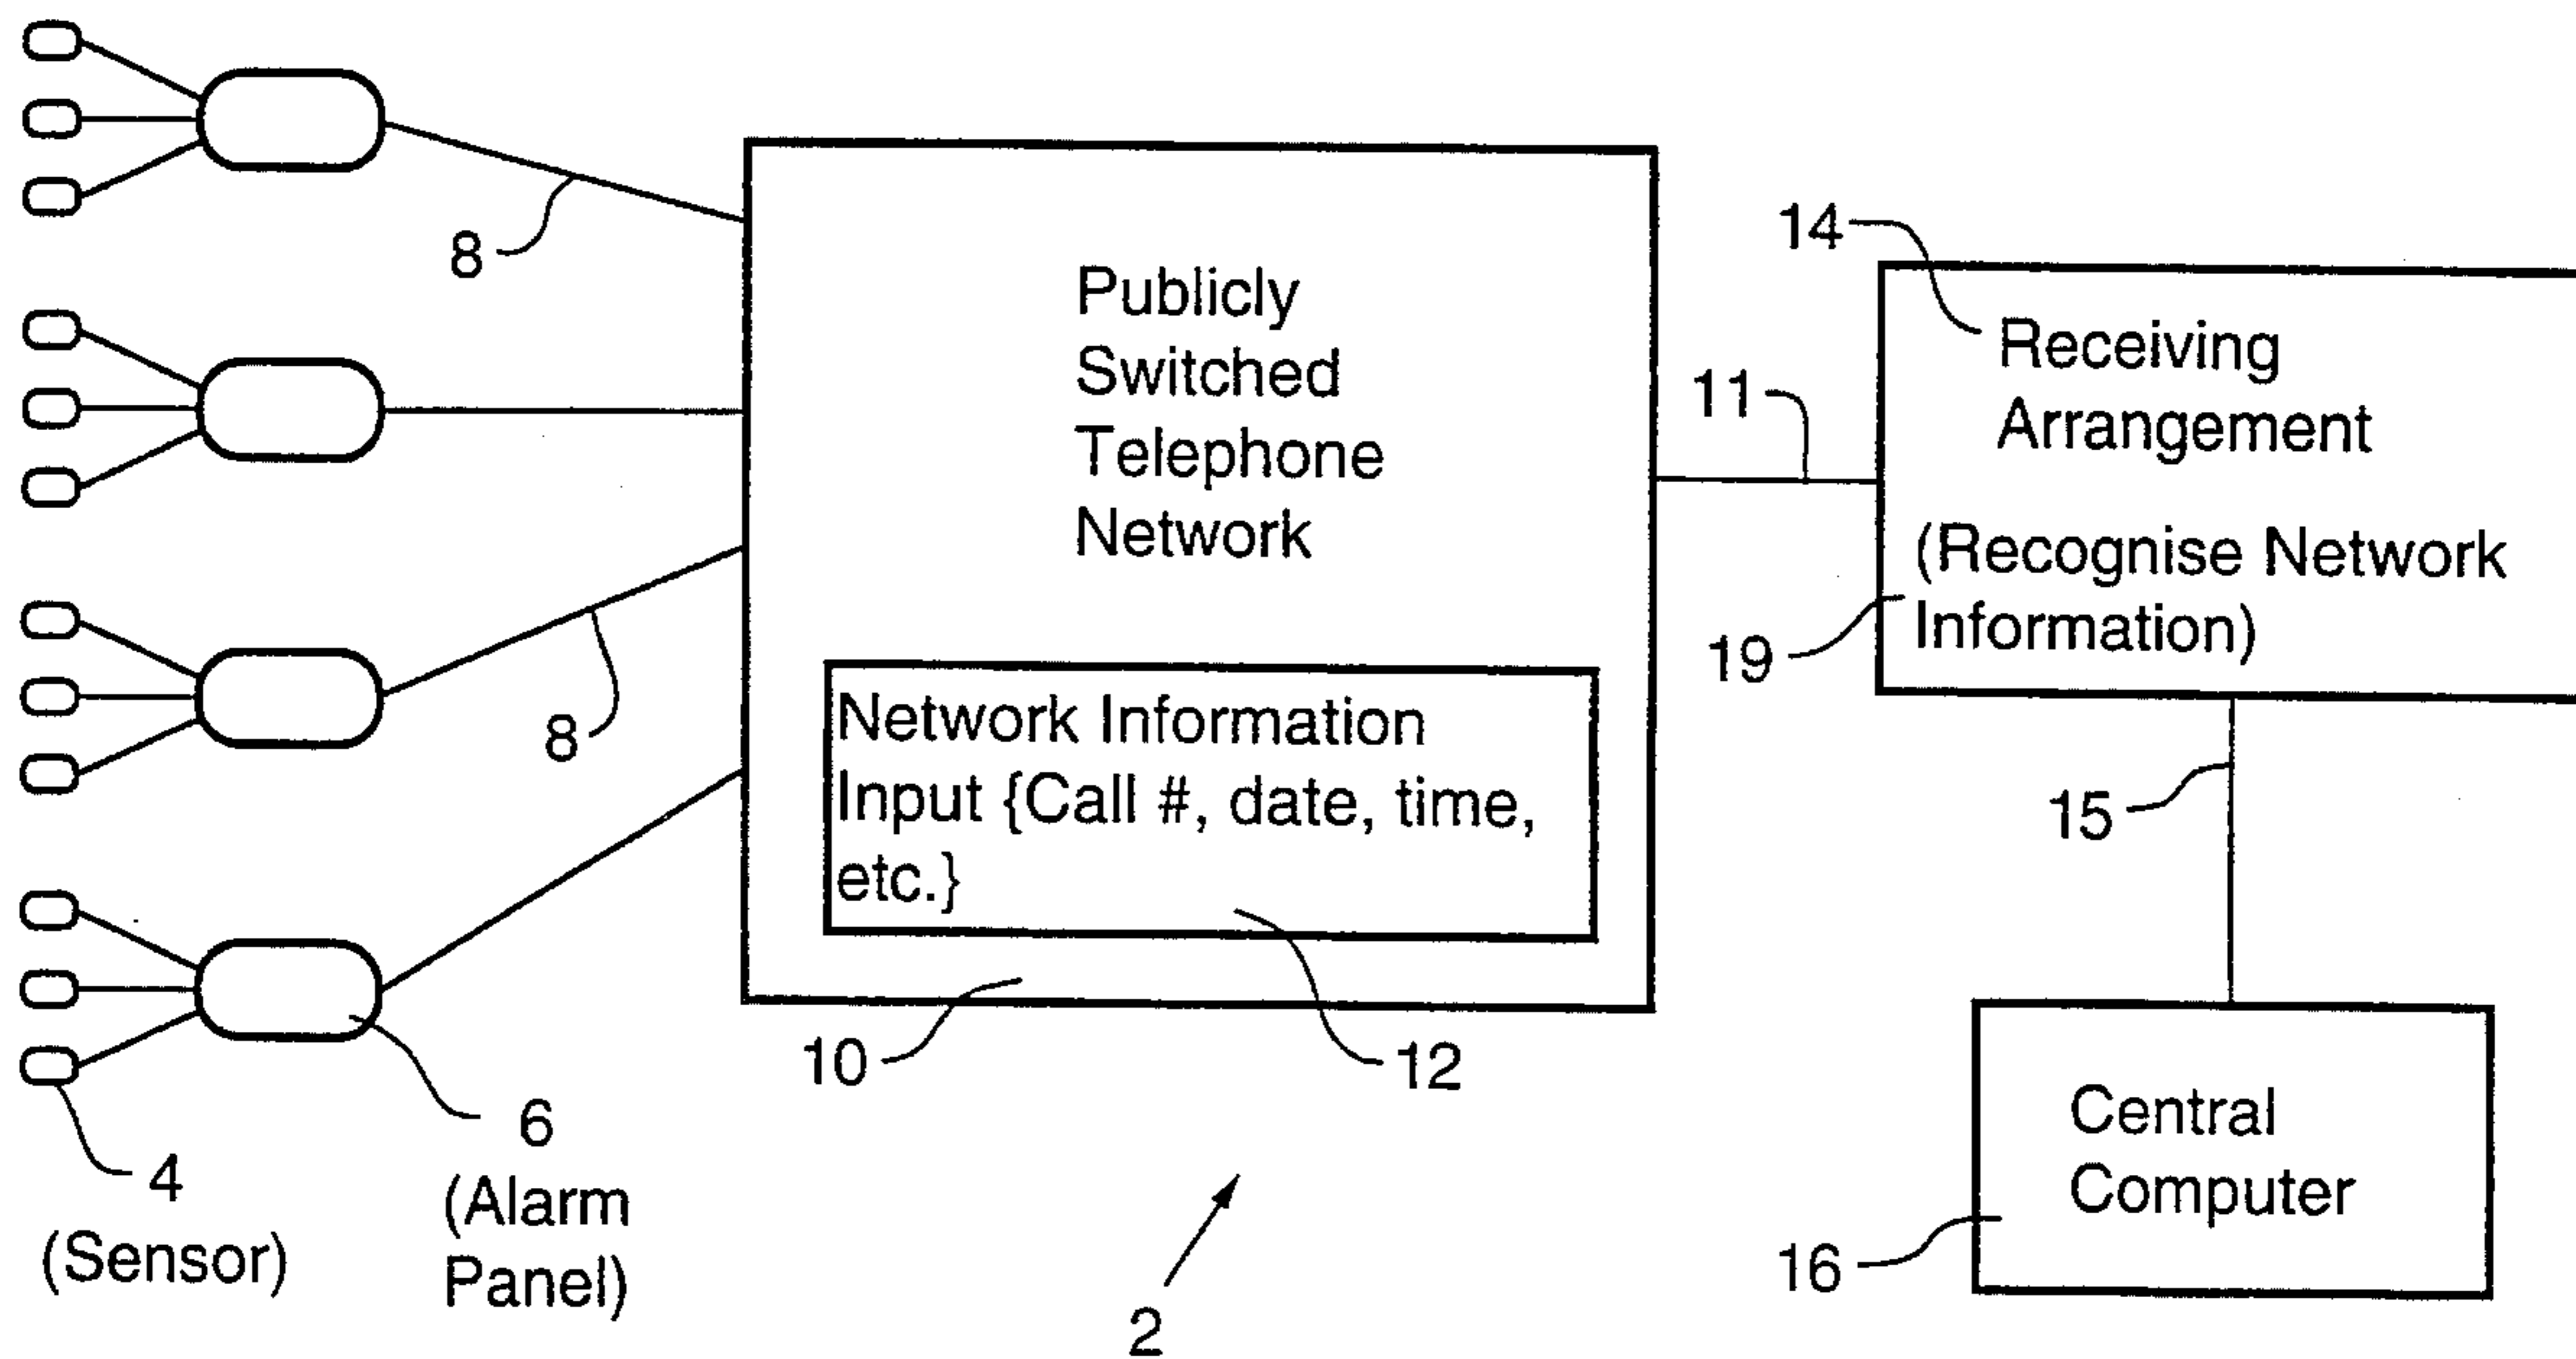 8
Publicly
Switched
Telephone
Network
14
Receiving
Arrangement
11
(Recognise Network
Information)
19
8
Network Information
Input {Call #, date, time,
etc.}
15
10
12
Central
Computer
16
4
(Sensor)
6
(Alarm
Panel)
2